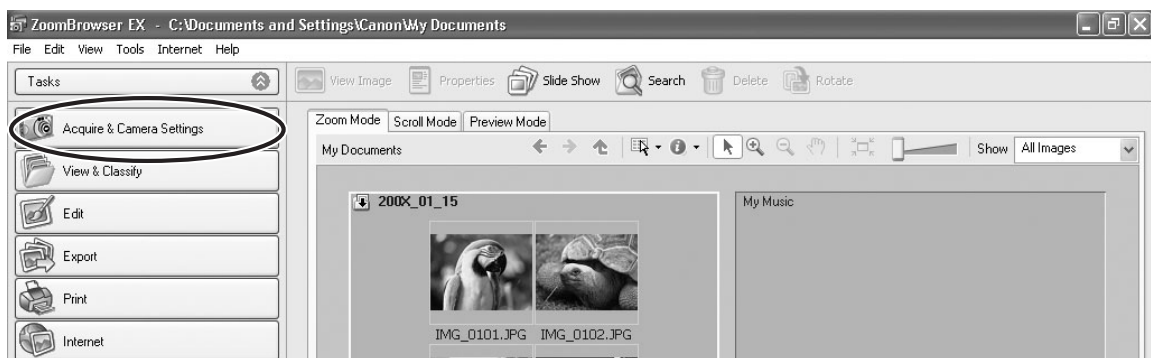 ZoomBrowser EX - C:\Documents and Settings\Canon\My Documents
File Edit View Tools Internet Help
Tasks
View Image Properties Slide Show Search Delete Rotate
Acquire & Camera Settings
View & Classify
Edit
Export
Print
Internet
Zoom Mode Scroll Mode Preview Mode
My Documents Show All Images
200X_01_15
My Music
IMG_0101.JPG IMG_0102.JPG